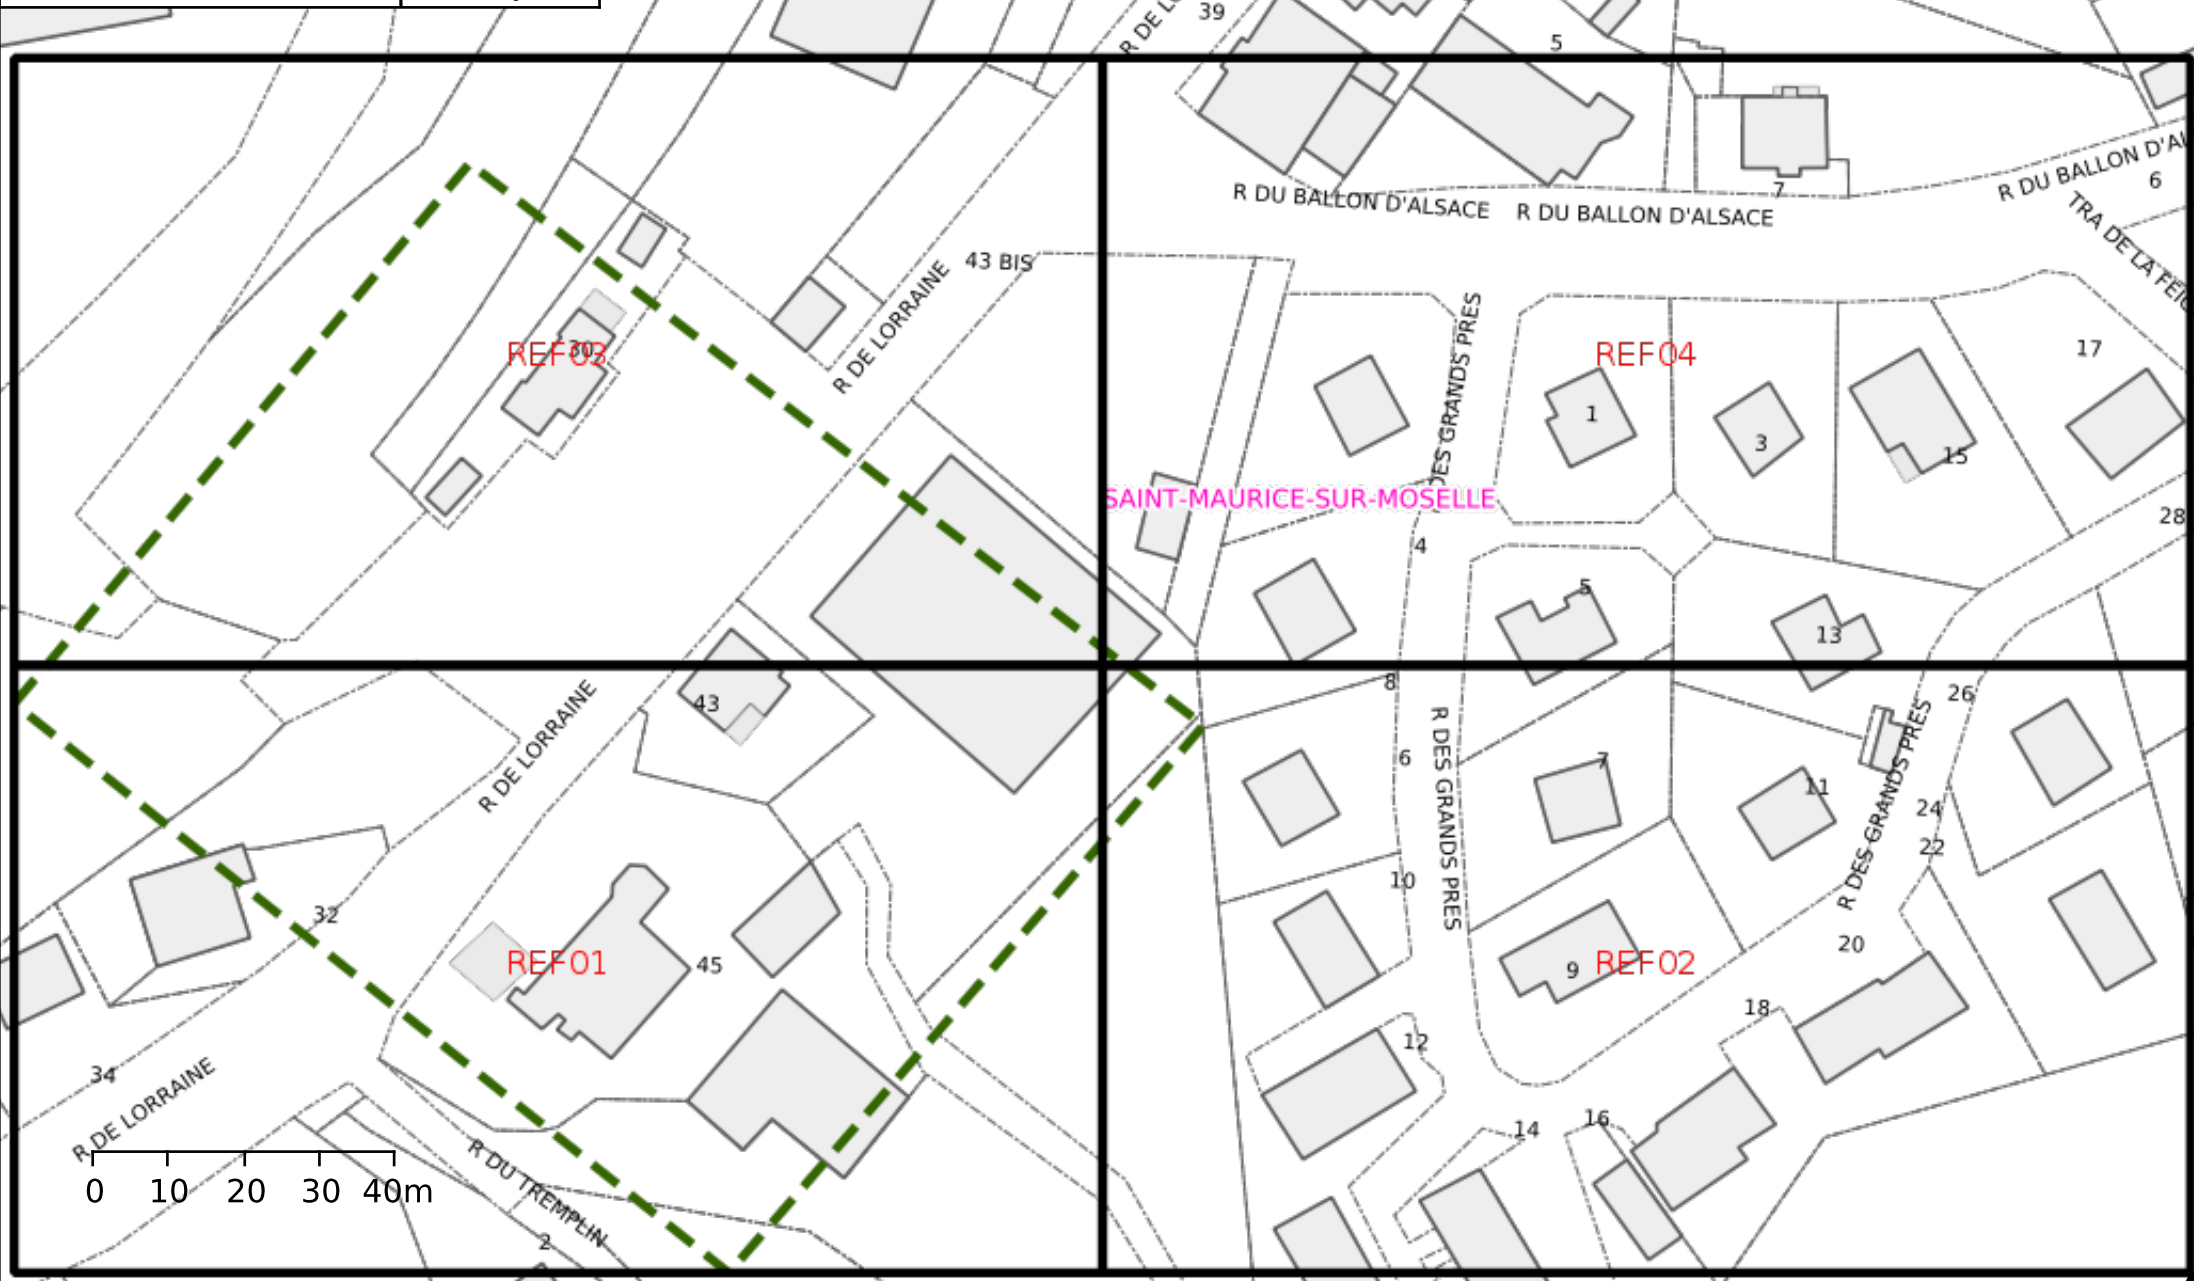 R DE L
39
5
R DU BALLON D'ALSACE
R DU BALLON D'ALSACE
7
R DU BALLON D'AL
6
TRA DE LA FEIG
43 BIS
R DE LORRAINE
REF03
30
DES GRANDS PRES
REF04
17
1
3
15
SAINT-MAURICE-SUR-MOSELLE
28
4
5
13
8
26
43
R DE LORRAINE
R DES GRANDS PRES
6
7
11
R DES GRANDS PRES
24
22
10
32
REF01
45
9
REF02
20
18
12
34
R DE LORRAINE
14
16
R DU TREMPLIN
0 10 20 30 40m
2